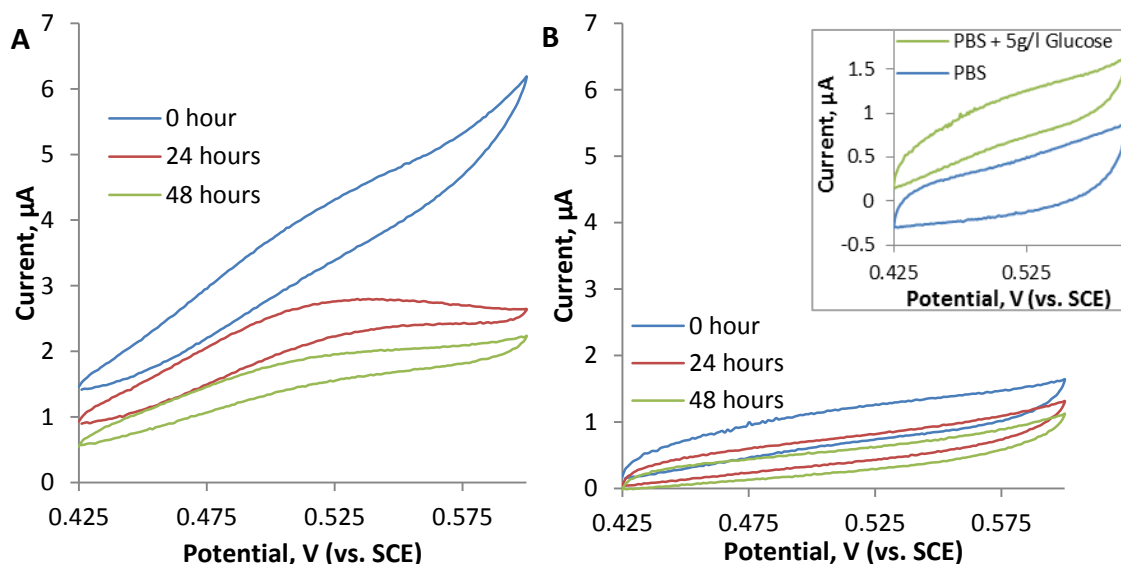 A
7
6
5
4
3
2
1
0
Current, µA
0 hour
24 hours
48 hours
0.425
0.475
0.525
0.575
Potential, V (vs. SCE)
B
7
6
5
4
3
2
1
0
Current, µA
0 hour
24 hours
48 hours
0.425
0.475
0.525
0.575
Potential, V (vs. SCE)
PBS + 5g/l Glucose
PBS
1.5
1
0.5
0
-0.5
Current, µA
0.425
0.525
Potential, V (vs. SCE)